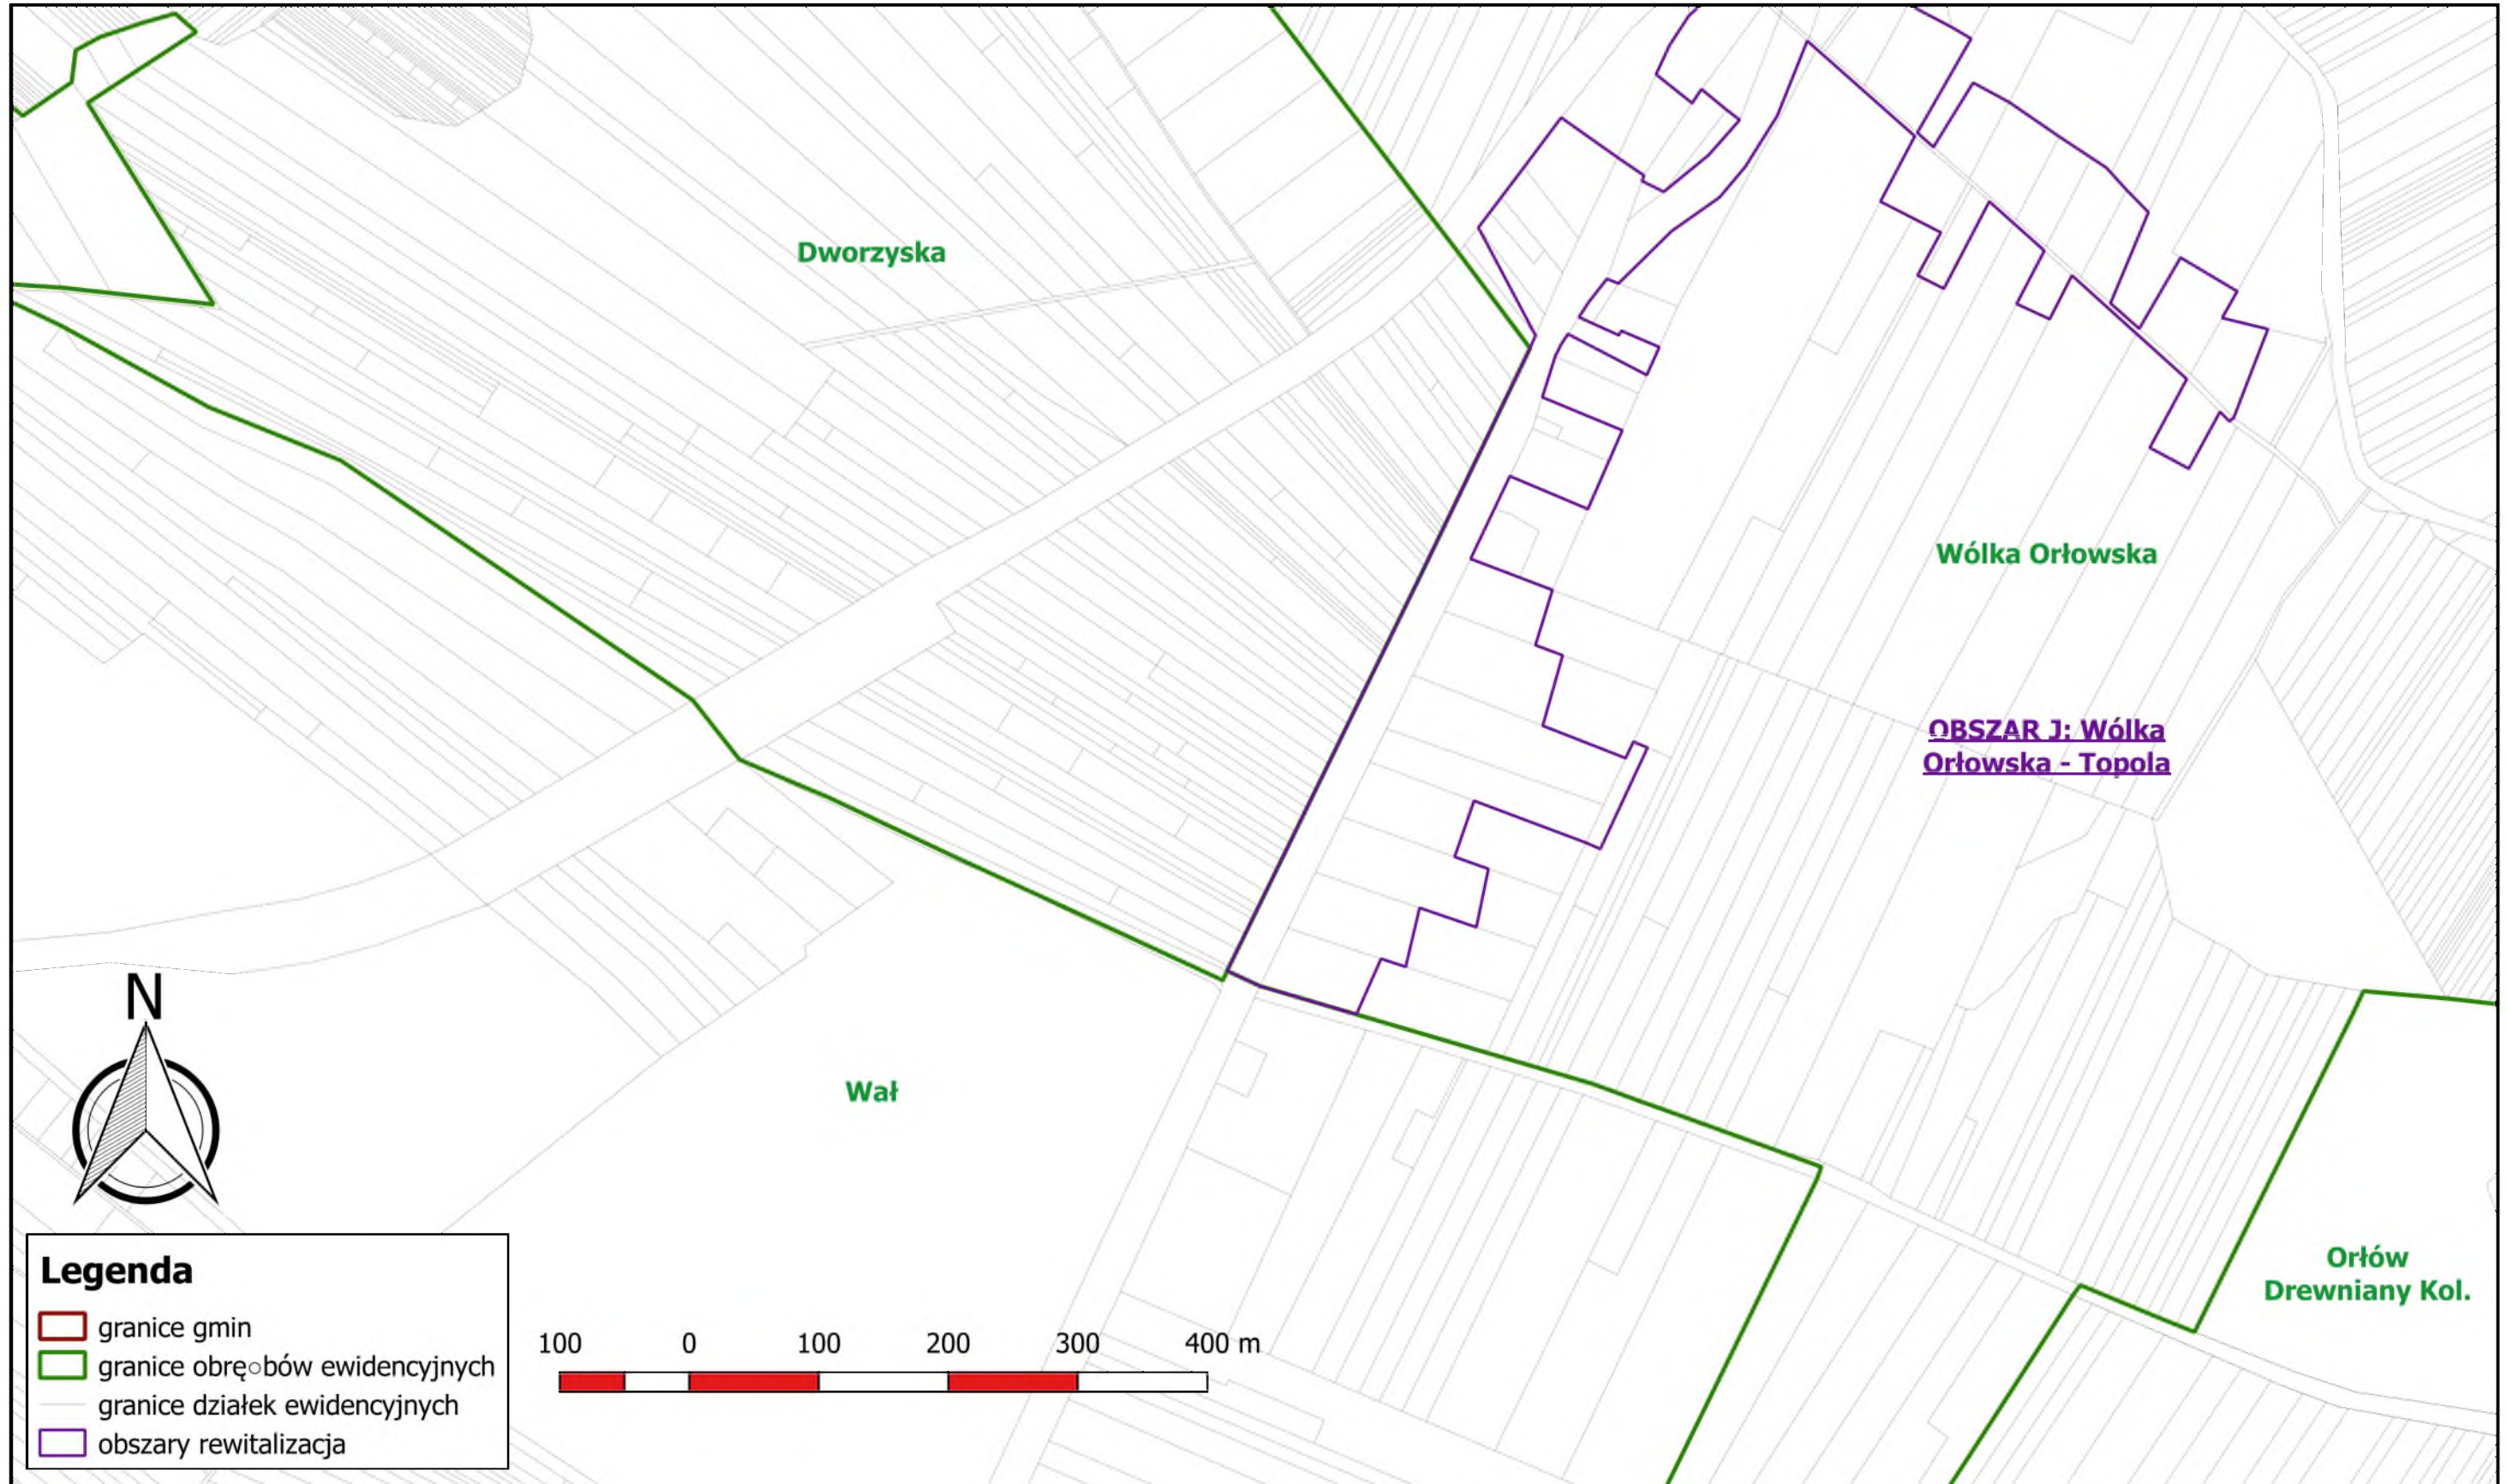 Dworzyska
Wólka Orłowska
OBSZAR J: Wólka
Orłowska - Topola
N
Wał
Orłów
Drewniany Kol.
Legenda
granice gmin
granice obrę○bów ewidencyjnych
granice działek ewidencyjnych
obszary rewitalizacja
100 0 100 200 300 400 m